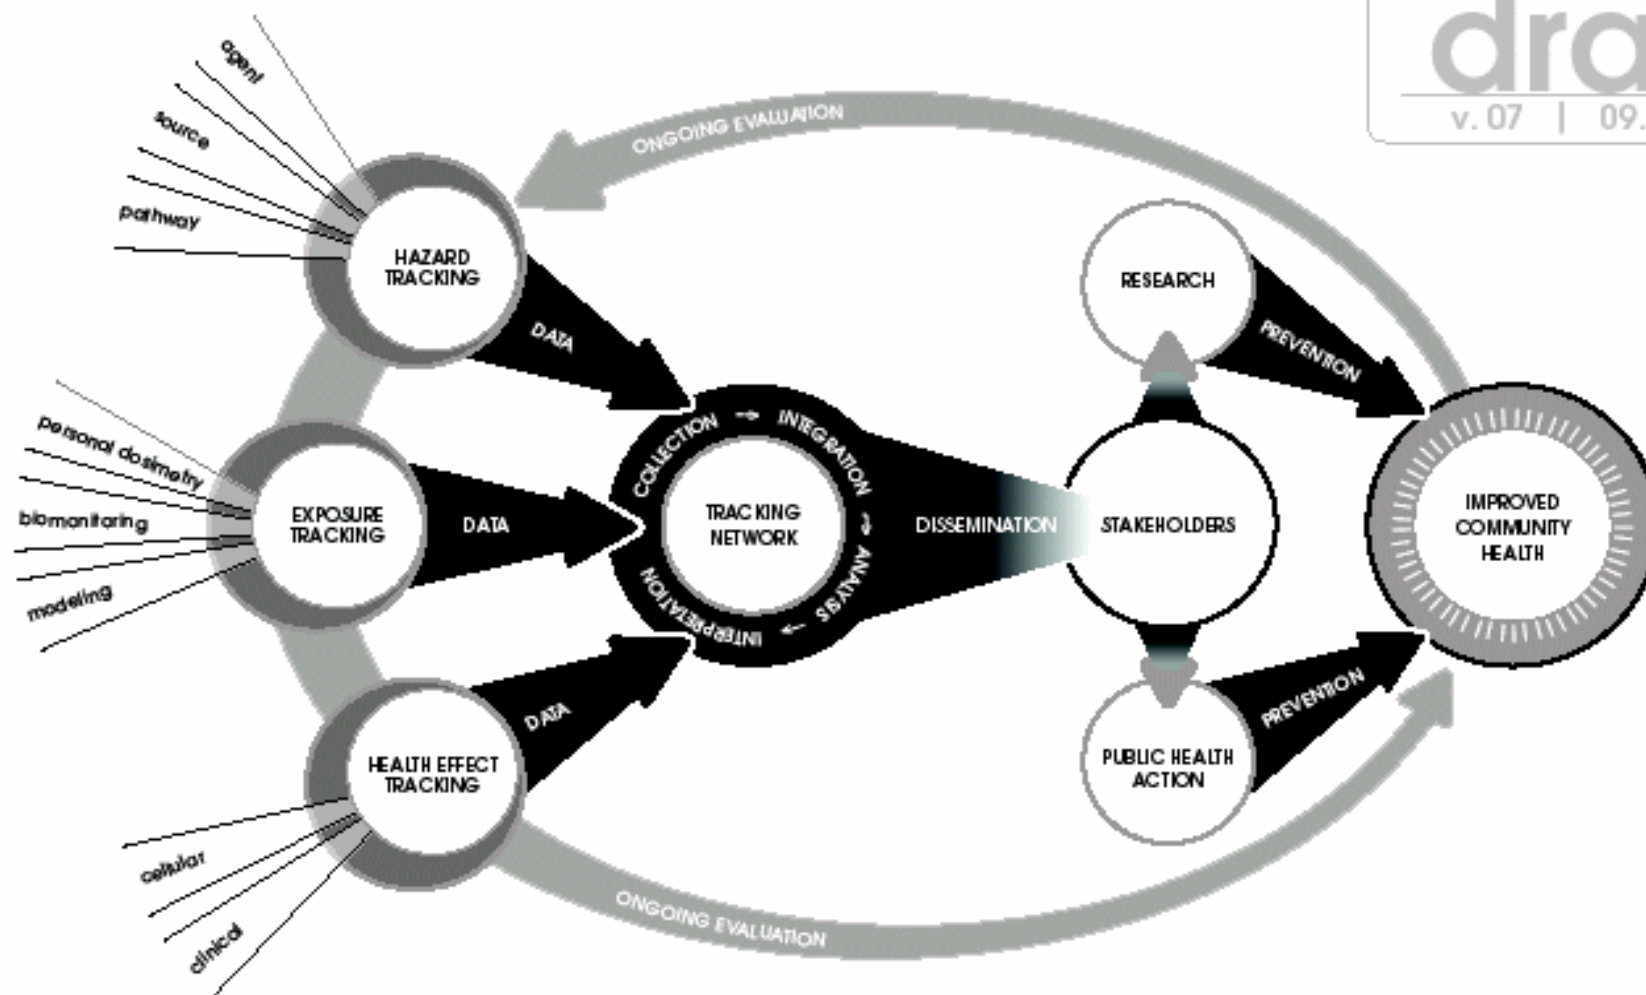 dra
v. 07 | 09.
agent
source
pathway
ONGOING EVALUATION
HAZARD
TRACKING
DATA
RESEARCH
PREVENTION
personal dosimetry
biomonitoring
modeling
EXPOSURE
TRACKING
DATA
COLLECTION → INTEGRATION → ANALYSIS → INTERPRETATION
TRACKING
NETWORK
DISSEMINATION
STAKEHOLDERS
IMPROVED
COMMUNITY
HEALTH
HEALTH EFFECT
TRACKING
DATA
PUBLIC HEALTH
ACTION
PREVENTION
cellular
clinical
ONGOING EVALUATION